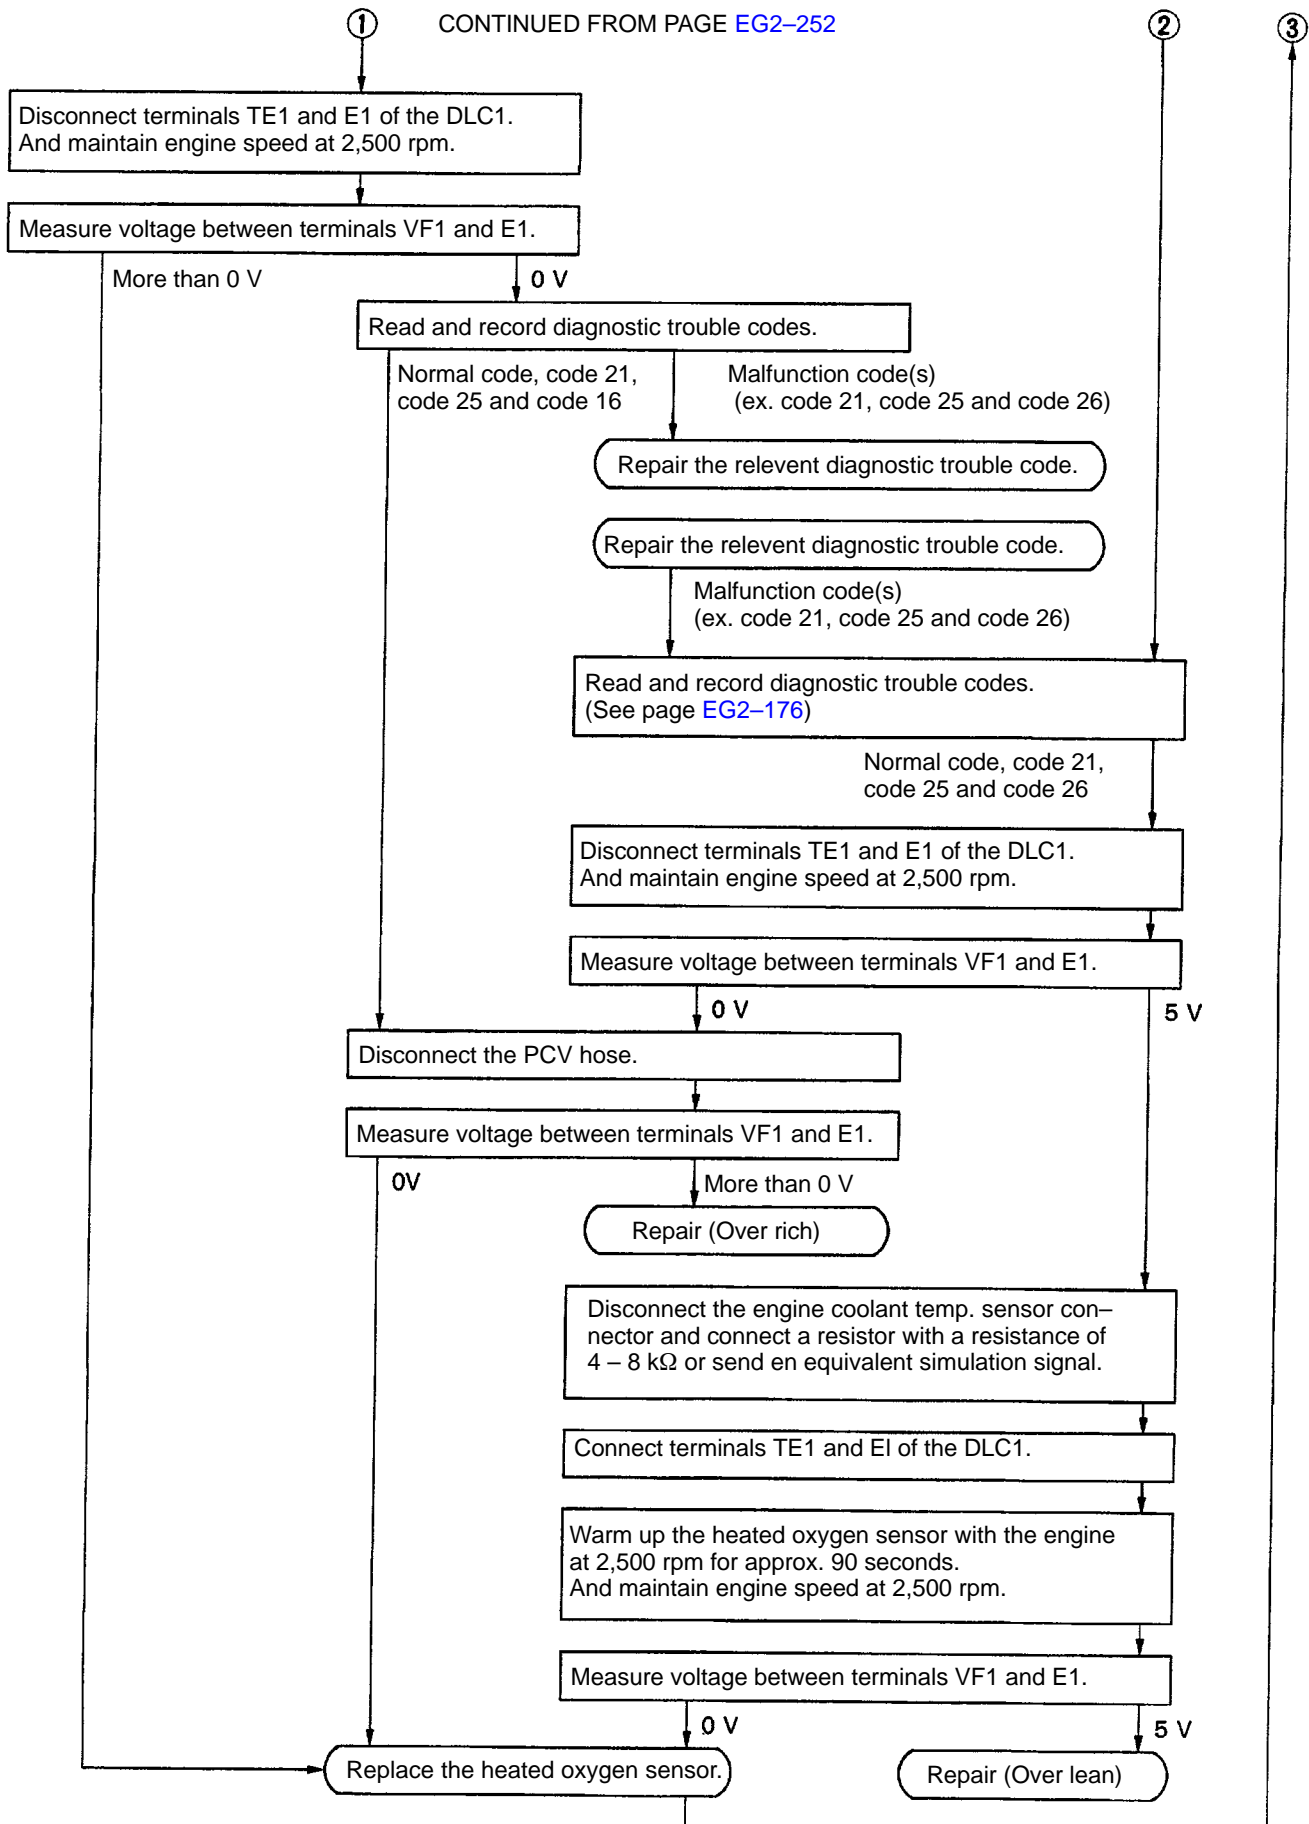 1
CONTINUED FROM PAGE EG2–252
2
3
Disconnect terminals TE1 and E1 of the DLC1.
And maintain engine speed at 2,500 rpm.
Measure voltage between terminals VF1 and E1.
More than 0 V
0 V
Read and record diagnostic trouble codes.
Normal code, code 21,
code 25 and code 16
Malfunction code(s)
(ex. code 21, code 25 and code 26)
Repair the relevent diagnostic trouble code.
Repair the relevent diagnostic trouble code.
Malfunction code(s)
(ex. code 21, code 25 and code 26)
Read and record diagnostic trouble codes.
(See page EG2–176)
Normal code, code 21,
code 25 and code 26
Disconnect terminals TE1 and E1 of the DLC1.
And maintain engine speed at 2,500 rpm.
Measure voltage between terminals VF1 and E1.
0 V
5 V
Disconnect the PCV hose.
Measure voltage between terminals VF1 and E1.
0V
More than 0 V
Repair (Over rich)
Disconnect the engine coolant temp. sensor con–
nector and connect a resistor with a resistance of
4 – 8 kΩ or send en equivalent simulation signal.
Connect terminals TE1 and EI of the DLC1.
Warm up the heated oxygen sensor with the engine
at 2,500 rpm for approx. 90 seconds.
And maintain engine speed at 2,500 rpm.
Measure voltage between terminals VF1 and E1.
0 V
5 V
Replace the heated oxygen sensor.
Repair (Over lean)